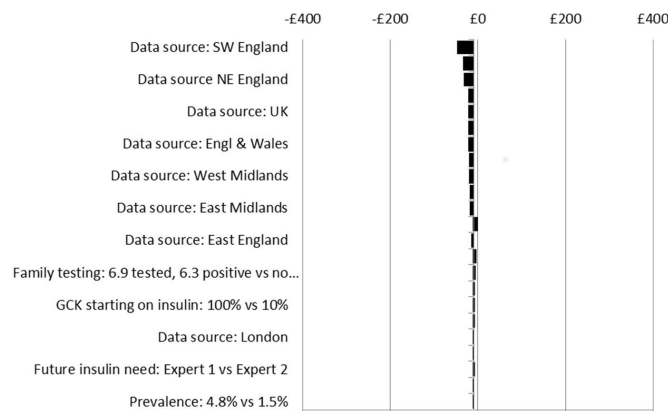 -£400 -£200 £0 £200 £400
Data source: SW England
Data source NE England
Data source: UK
Data source: Engl & Wales
Data source: West Midlands
Data source: East Midlands
Data source: East England
Family testing: 6.9 tested, 6.3 positive vs no...
GCK starting on insulin: 100% vs 10%
Data source: London
Future insulin need: Expert 1 vs Expert 2
Prevalence: 4.8% vs 1.5%